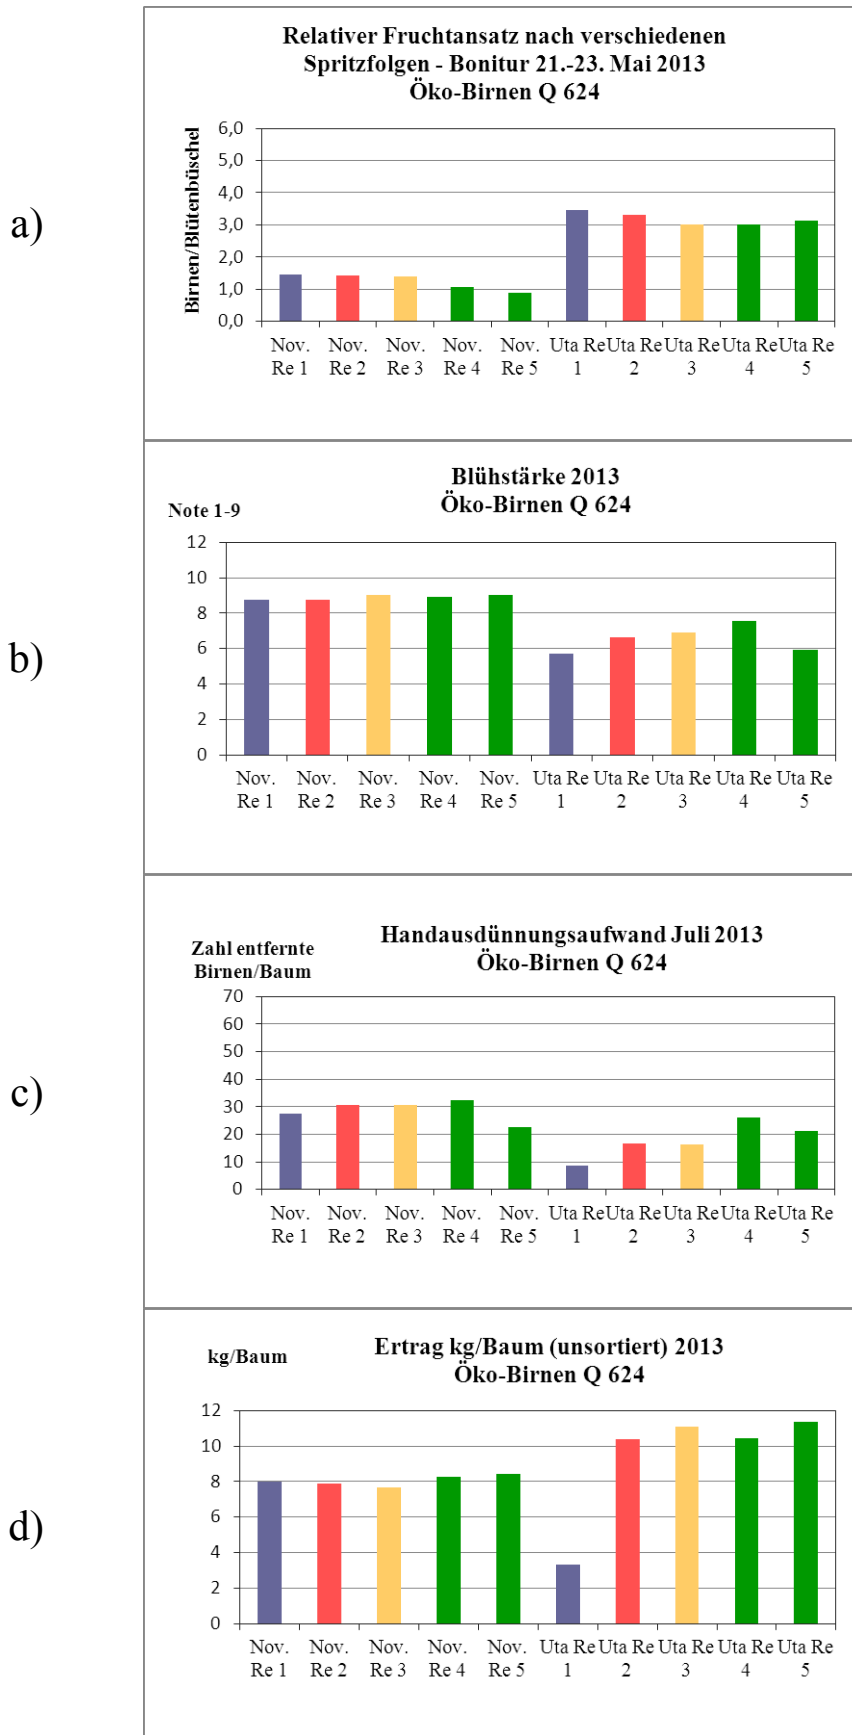 a)
Relativer Fruchtansatz nach verschiedenen
Spritzfolgen - Bonitur 21.-23. Mai 2013
Öko-Birnen Q 624
Birnen/Blütenbüschel
6,0
5,0
4,0
3,0
2,0
1,0
0,0
Nov. Nov. Nov. Nov. Nov. Uta Re Uta Re Uta Re Uta Re Uta Re
Re 1 Re 2 Re 3 Re 4 Re 5 1 2 3 4 5
b)
Blühstärke 2013
Öko-Birnen Q 624
Note 1-9
12
10
8
6
4
2
0
Nov. Nov. Nov. Nov. Nov. Uta Re Uta Re Uta Re Uta Re Uta Re
Re 1 Re 2 Re 3 Re 4 Re 5 1 2 3 4 5
c)
Handausdünnungsaufwand Juli 2013
Öko-Birnen Q 624
Zahl entfernte
Birnen/Baum
70
60
50
40
30
20
10
0
Nov. Nov. Nov. Nov. Nov. Uta Re Uta Re Uta Re Uta Re Uta Re
Re 1 Re 2 Re 3 Re 4 Re 5 1 2 3 4 5
d)
Ertrag kg/Baum (unsortiert) 2013
Öko-Birnen Q 624
kg/Baum
12
10
8
6
4
2
0
Nov. Nov. Nov. Nov. Nov. Uta Re Uta Re Uta Re Uta Re Uta Re
Re 1 Re 2 Re 3 Re 4 Re 5 1 2 3 4 5